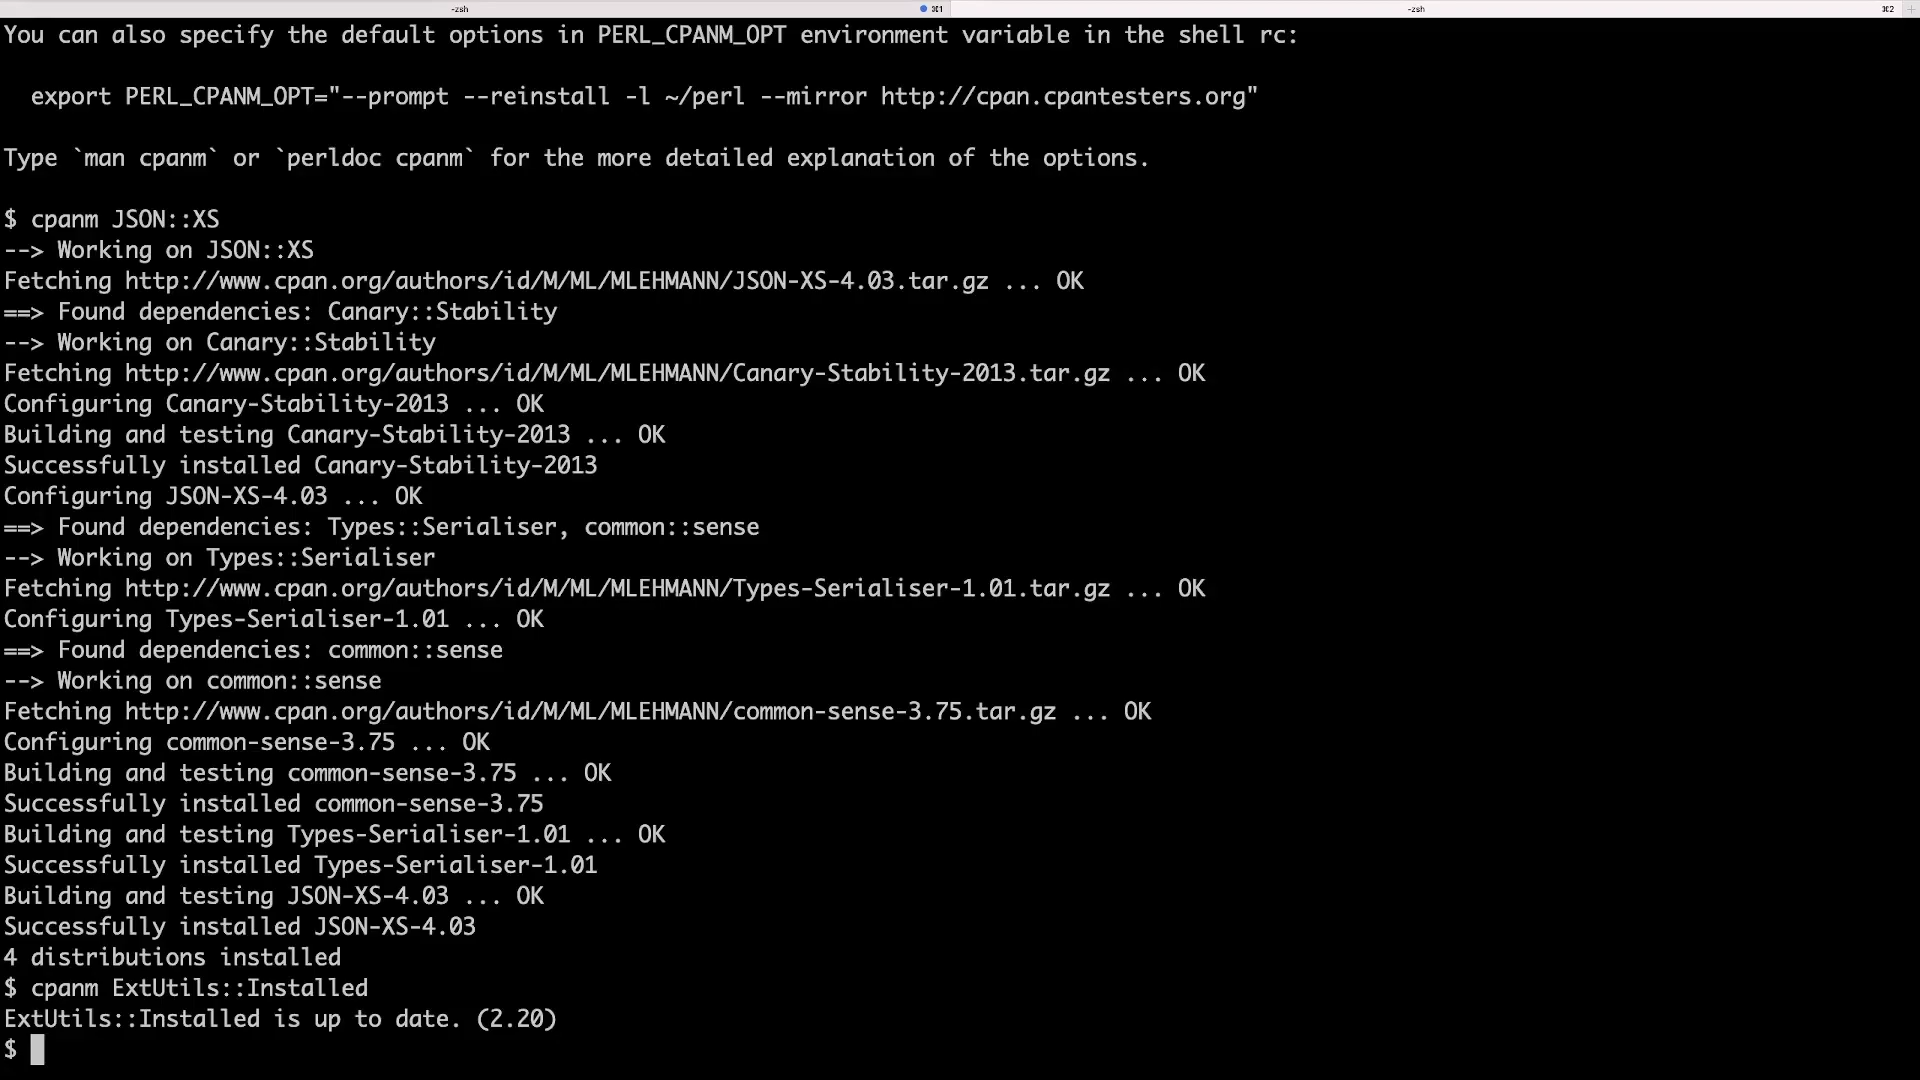 -zsh
⌘1
-zsh
⌘2
You can also specify the default options in PERL_CPANM_OPT environment variable in the shell rc:
export PERL_CPANM_OPT="--prompt --reinstall -l ~/perl --mirror http://cpan.cpantesters.org"
Type `man cpanm` or `perldoc cpanm` for the more detailed explanation of the options.
$ cpanm JSON::XS
--> Working on JSON::XS
Fetching http://www.cpan.org/authors/id/M/ML/MLEHMANN/JSON-XS-4.03.tar.gz ... OK
==> Found dependencies: Canary::Stability
--> Working on Canary::Stability
Fetching http://www.cpan.org/authors/id/M/ML/MLEHMANN/Canary-Stability-2013.tar.gz ... OK
Configuring Canary-Stability-2013 ... OK
Building and testing Canary-Stability-2013 ... OK
Successfully installed Canary-Stability-2013
Configuring JSON-XS-4.03 ... OK
==> Found dependencies: Types::Serialiser, common::sense
--> Working on Types::Serialiser
Fetching http://www.cpan.org/authors/id/M/ML/MLEHMANN/Types-Serialiser-1.01.tar.gz ... OK
Configuring Types-Serialiser-1.01 ... OK
==> Found dependencies: common::sense
--> Working on common::sense
Fetching http://www.cpan.org/authors/id/M/ML/MLEHMANN/common-sense-3.75.tar.gz ... OK
Configuring common-sense-3.75 ... OK
Building and testing common-sense-3.75 ... OK
Successfully installed common-sense-3.75
Building and testing Types-Serialiser-1.01 ... OK
Successfully installed Types-Serialiser-1.01
Building and testing JSON-XS-4.03 ... OK
Successfully installed JSON-XS-4.03
4 distributions installed
$ cpanm ExtUtils::Installed
ExtUtils::Installed is up to date. (2.20)
$